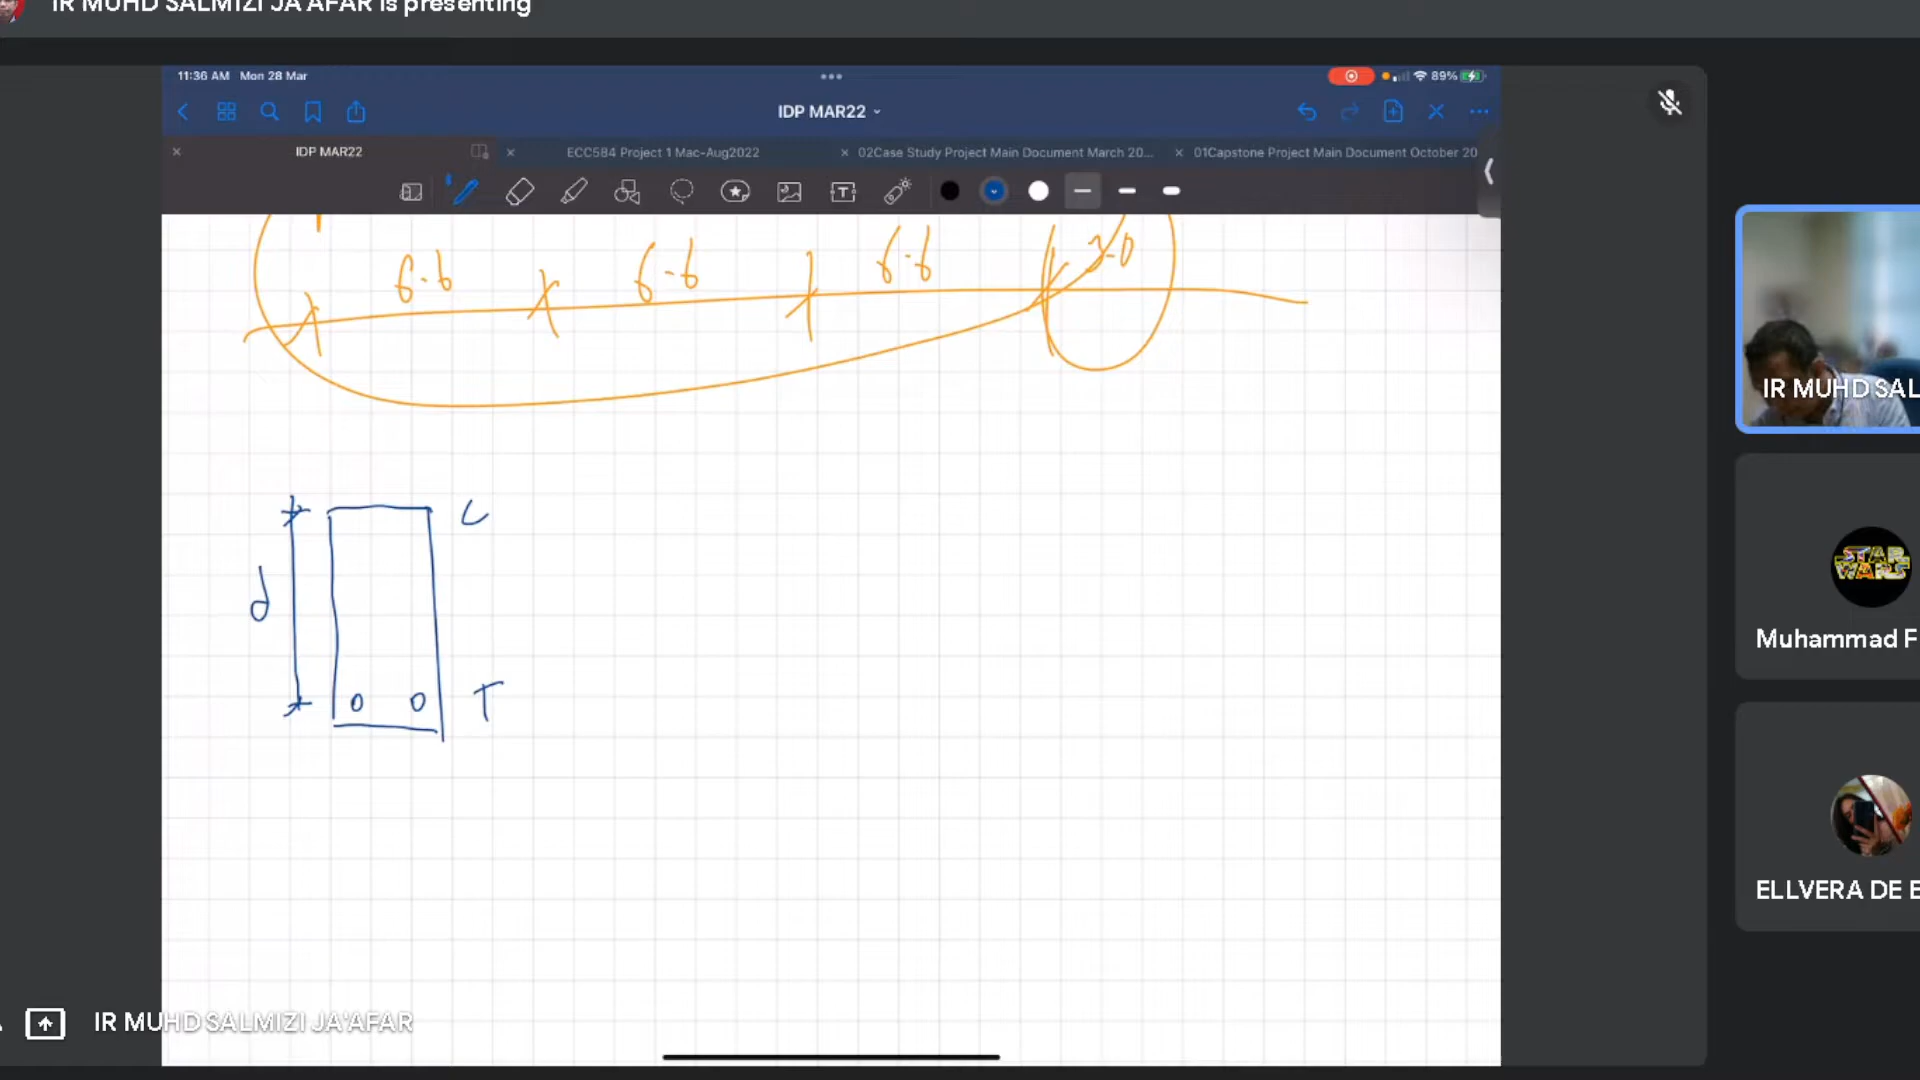 IR MUHD SALMIZI JA'AFAR is presenting
11:36 AM Mon 28 Mar
89%
IDP MAR22
IDP MAR22
ECC584 Project 1 Mac-Aug2022
02Case Study Project Main Document March 20...
01Capstone Project Main Document October 20
T
6.6 6.6 6.6 3.0
C
d
T
IR MUHD SAL
STAR WARS
Muhammad F
ELLVERA DE B
IR MUHD SALMIZI JA'AFAR